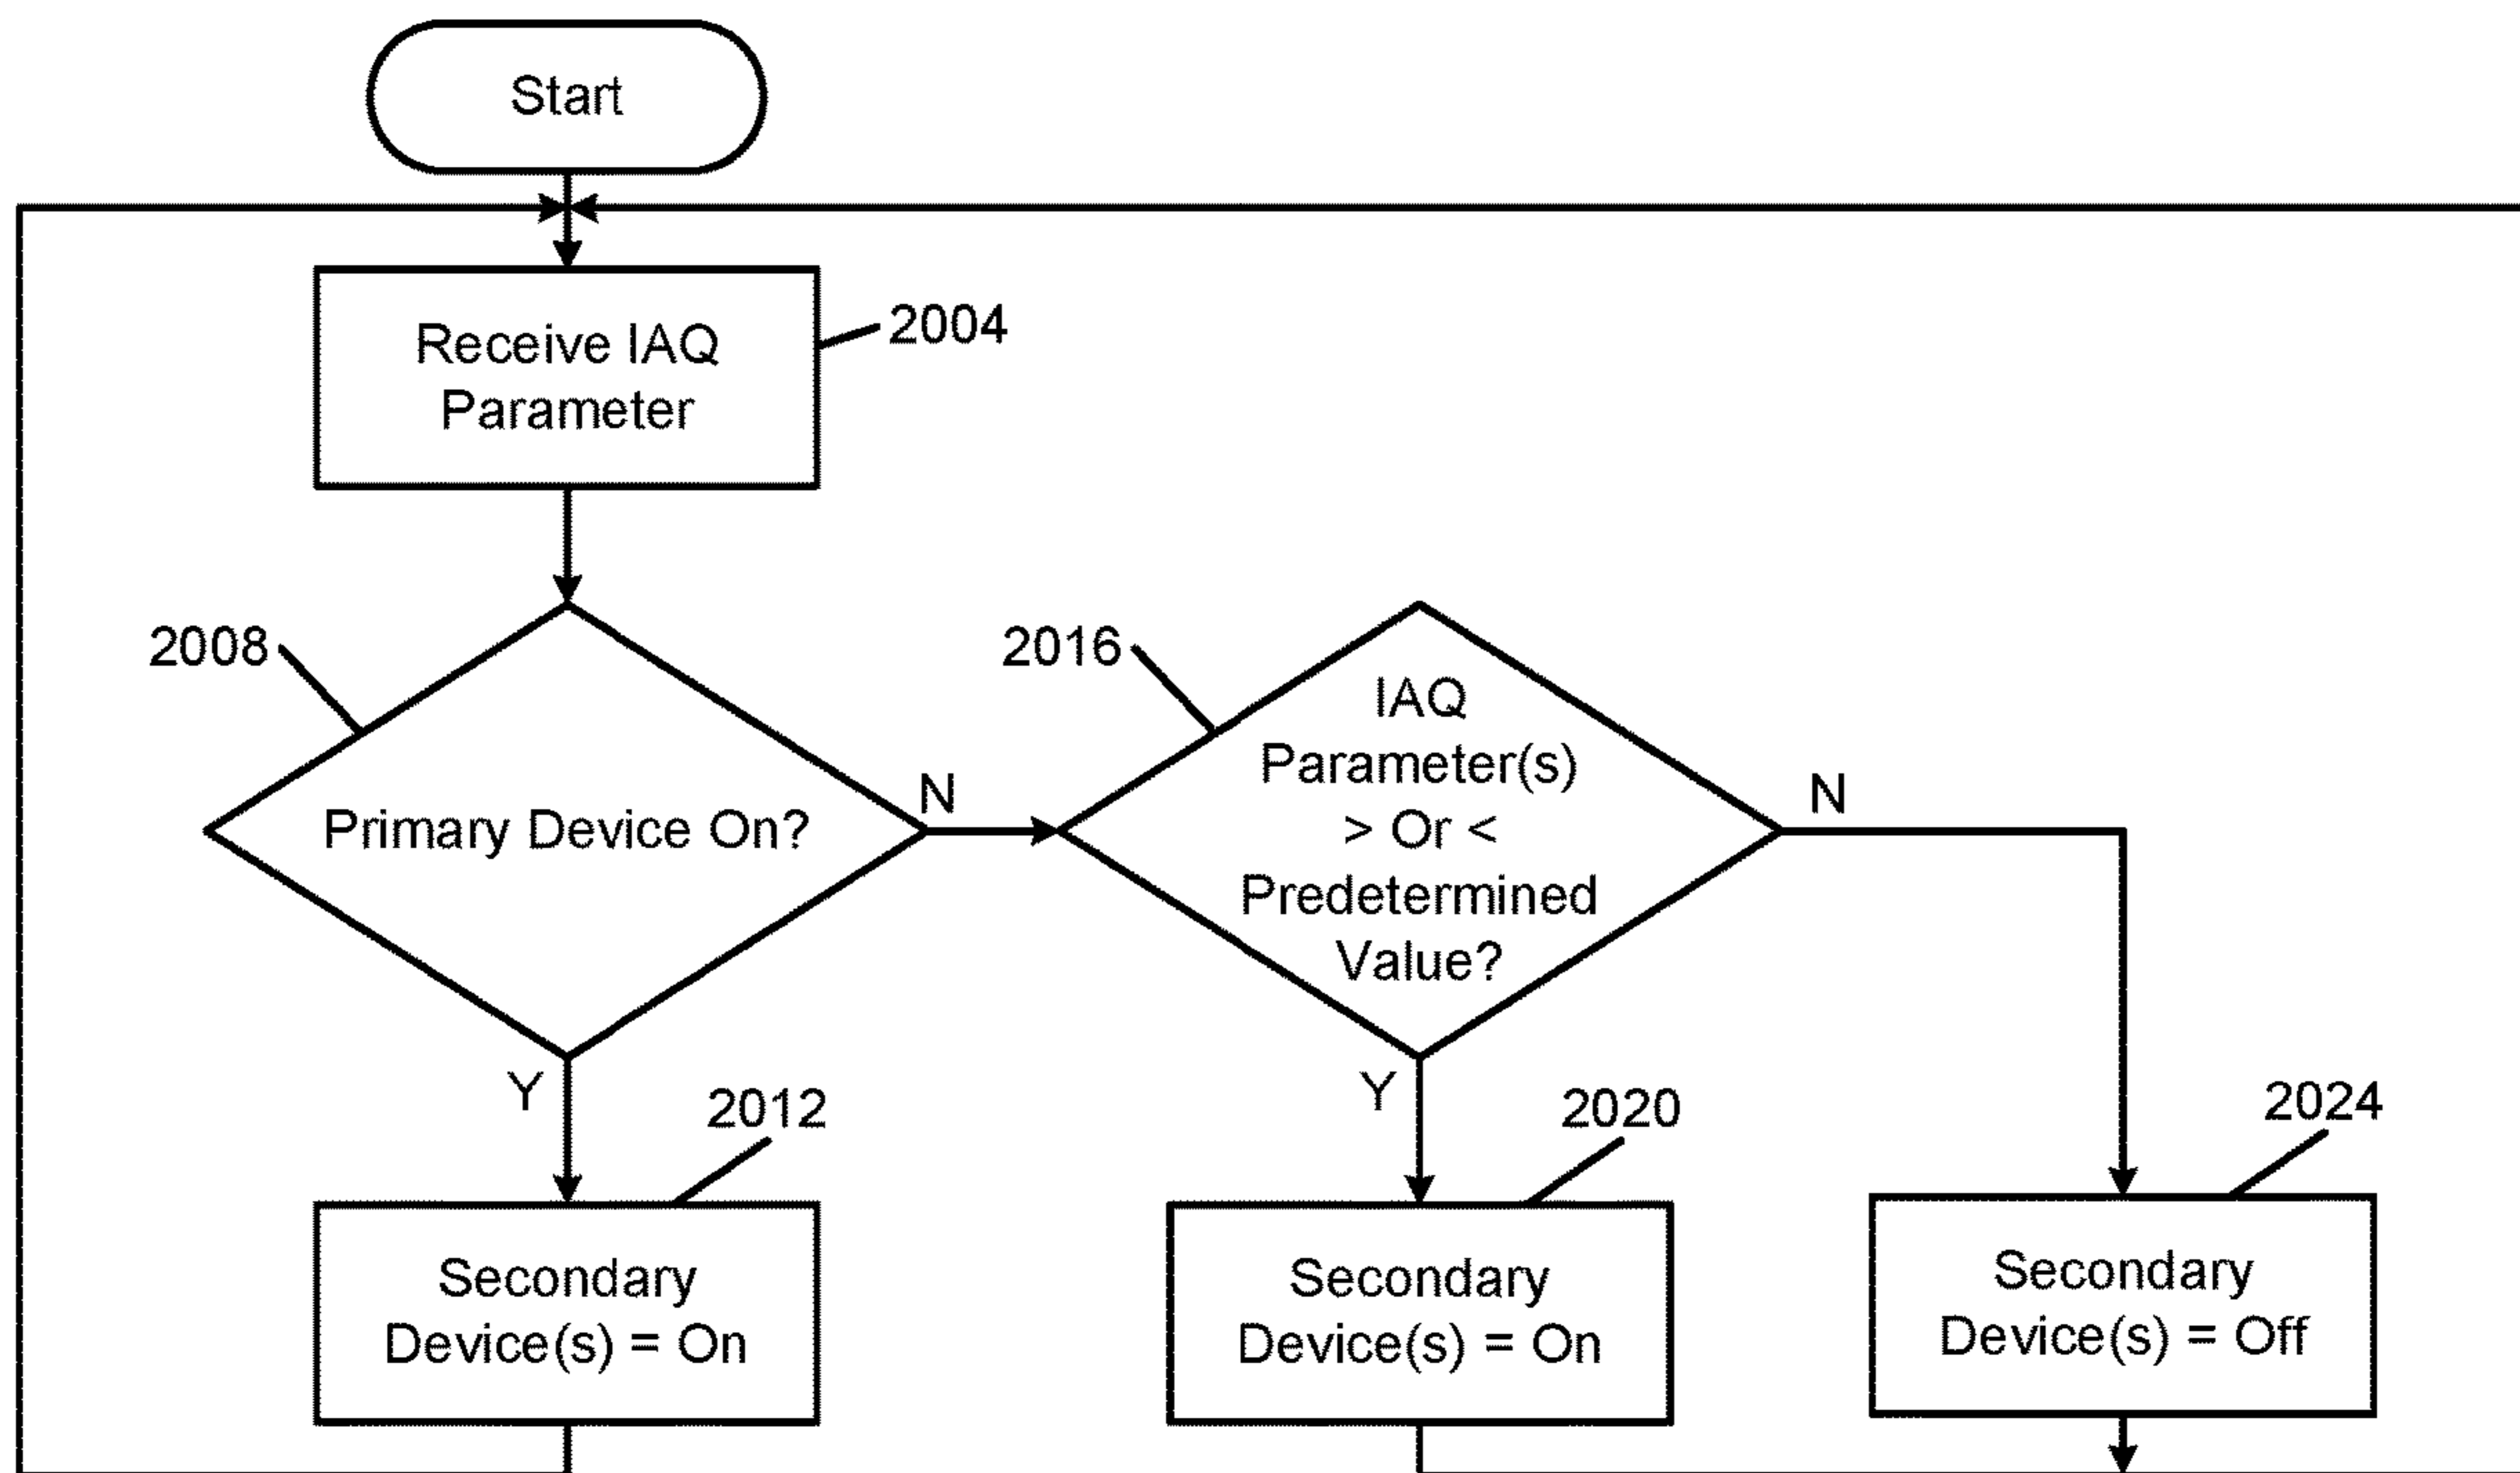 Start
Receive IAQ
Parameter
2004
2008
Primary Device On?
N
Y
2016
IAQ
Parameter(s)
> Or <
Predetermined
Value?
N
Y
2012
Secondary
Device(s) = On
2020
Secondary
Device(s) = On
2024
Secondary
Device(s) = Off